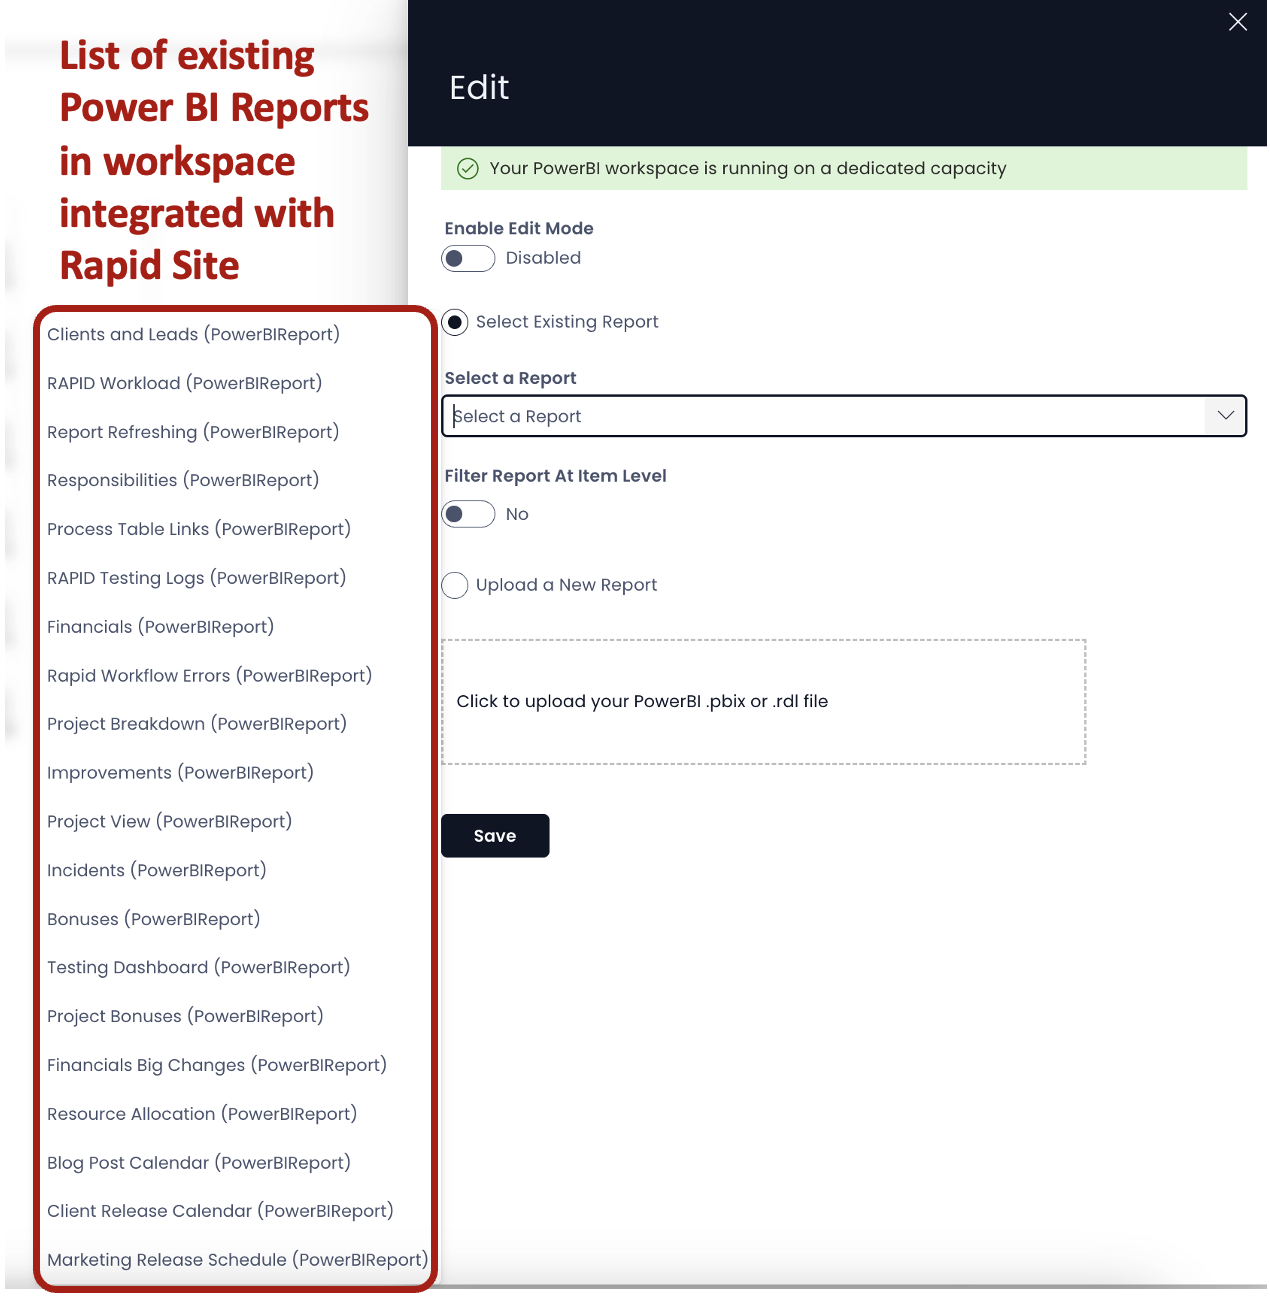 List of existing
Power BI Reports
in workspace
integrated with
Rapid Site
Clients and Leads (PowerBIReport)
RAPID Workload (PowerBIReport)
Report Refreshing (PowerBIReport)
Responsibilities (PowerBIReport)
Process Table Links (PowerBIReport)
RAPID Testing Logs (PowerBIReport)
Financials (PowerBIReport)
Rapid Workflow Errors (PowerBIReport)
Project Breakdown (PowerBIReport)
Improvements (PowerBIReport)
Project View (PowerBIReport)
Incidents (PowerBIReport)
Bonuses (PowerBIReport)
Testing Dashboard (PowerBIReport)
Project Bonuses (PowerBIReport)
Financials Big Changes (PowerBIReport)
Resource Allocation (PowerBIReport)
Blog Post Calendar (PowerBIReport)
Client Release Calendar (PowerBIReport)
Marketing Release Schedule (PowerBIReport)
Edit
Your PowerBI workspace is running on a dedicated capacity
Enable Edit Mode
Disabled
Select Existing Report
Select a Report
Select a Report
Filter Report At Item Level
No
Upload a New Report
Click to upload your PowerBI .pbix or .rdl file
Save